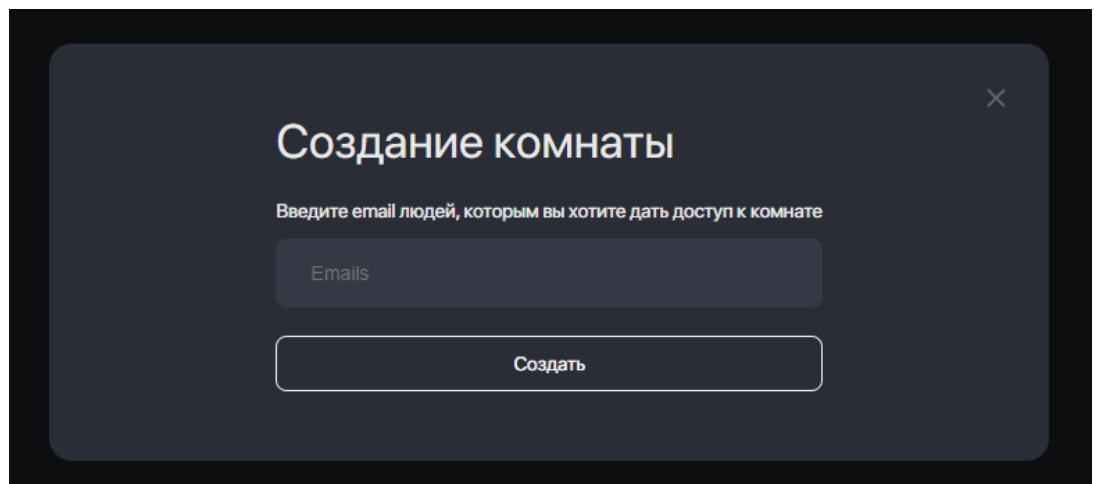 Создание комнаты
Введите email людей, которым вы хотите дать доступ к комнате
Emails
Создать